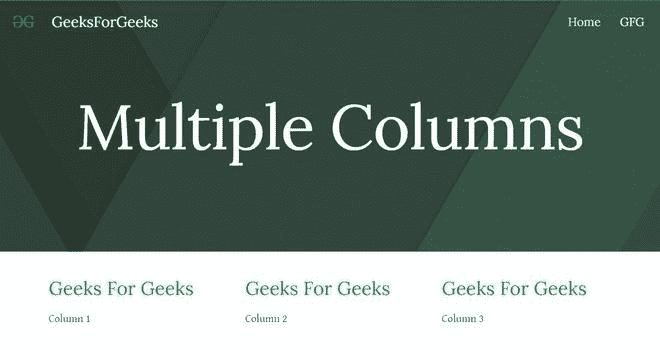 GeeksForGeeks
Home GFG
Multiple Columns
Geeks For Geeks
Column 1
Geeks For Geeks
Column 2
Geeks For Geeks
Column 3